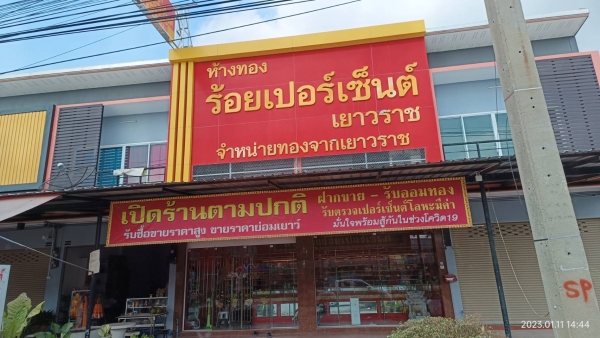 ห้างทอง
ร้อยเปอร์เซ็นต์
เยาวราช
จำหน่ายทองจากเยาวราช
เปิดร้านตามปกติ
ฝากขาย - รับออมทอง
รับซื้อขายราคาสูง ขายราคาย่อมเยาว์
รับตรวจเปอร์เซ็นต์โลหะมีค่า
มั่นใจพร้อมสู้กันในช่วงโควิด19
SP
2023.01.11 14:44